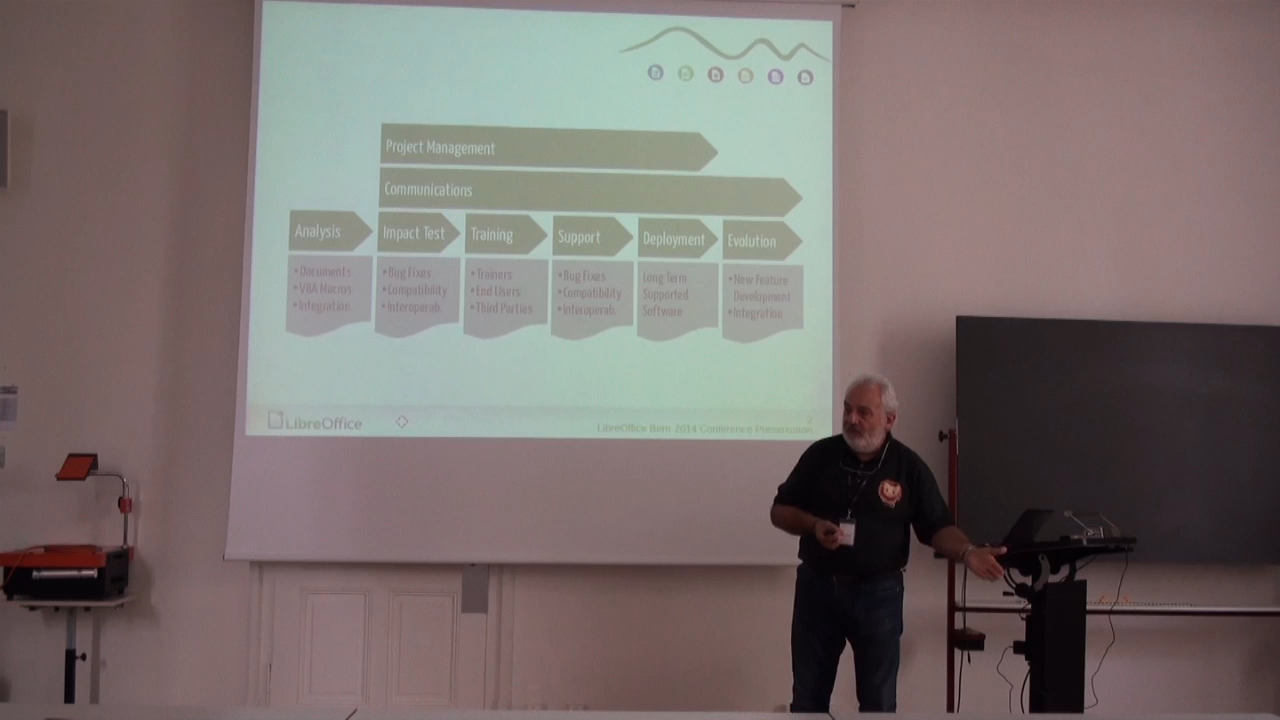 Project Management
Communications
Analysis
Impact Test
Training
Support
Deployment
Evolution
•Documents
•VBA Macros
•Integration
•Bug Fixes
•Compatibility
•Interoperab.
•Trainers
•End Users
•Third Parties
•Bug Fixes
•Compatibility
•Interoperab.
Long Term
Supported
Software
•New Feature
Development
•Integration
LibreOffice
2
LibreOffice Bern 2014 Conference Presentation